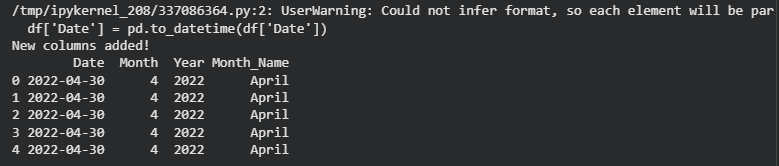 /tmp/ipykernel_208/337086364.py:2: UserWarning: Could not infer format, so each element will be par
  df['Date'] = pd.to_datetime(df['Date'])
New columns added!
        Date  Month  Year Month_Name
0 2022-04-30      4  2022      April
1 2022-04-30      4  2022      April
2 2022-04-30      4  2022      April
3 2022-04-30      4  2022      April
4 2022-04-30      4  2022      April